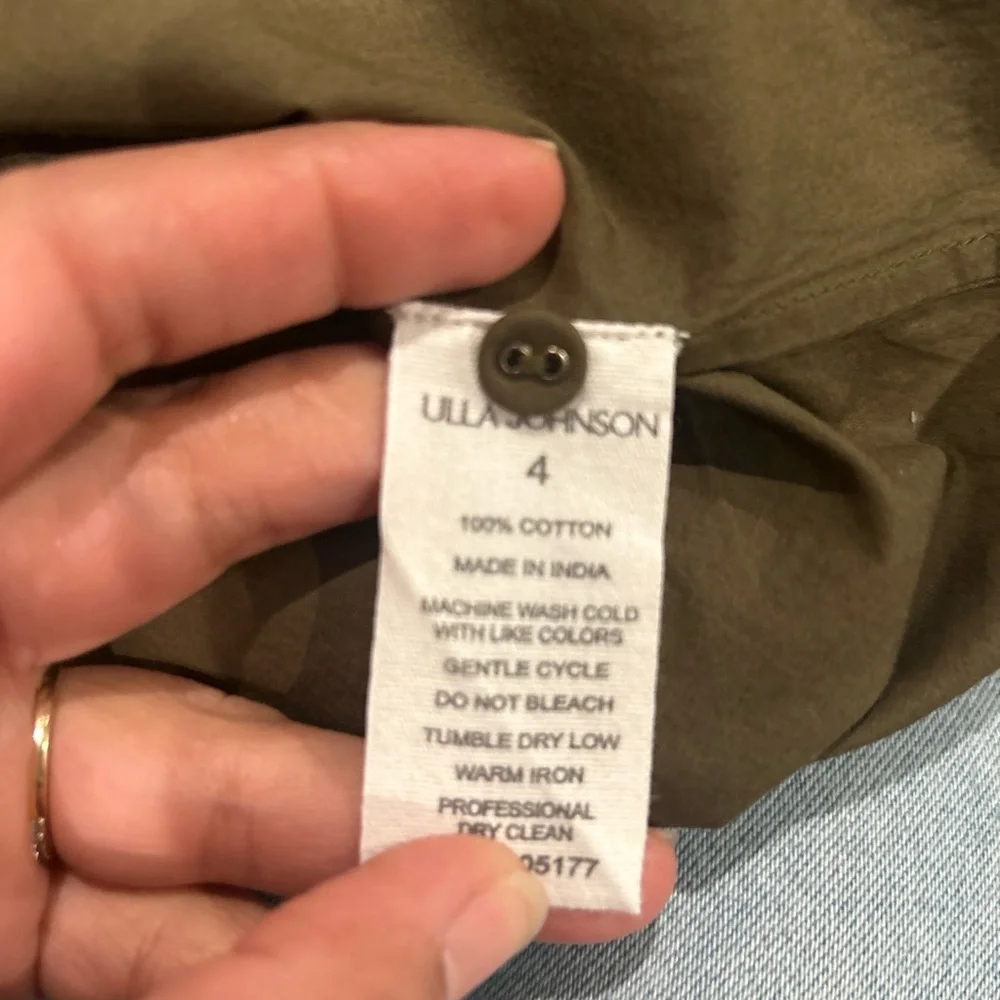 ULLA JOHNSON
4
100% COTTON
MADE IN INDIA
MACHINE WASH COLD
WITH LIKE COLORS
GENTLE CYCLE
DO NOT BLEACH
TUMBLE DRY LOW
WARM IRON
PROFESSIONAL
DRY CLEAN
05177